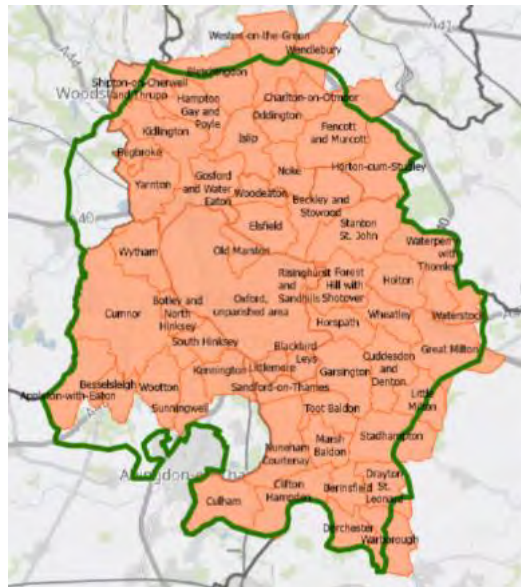 Weston-on-the-Green
Wendlebury
A41
A44
Bletchingdon
Shipton-on-Cherwell
and Thrupp
Woodst
Hampton
Gay and
Poyle
Charlton-on-Otmoor
Oddington
Kidlington
Fencott
and Murcott
Islip
Begbroke
Horton-cum-Studley
Noke
Gosford
and Water
Eaton
Yarnton
Woodeaton
Beckley and
Stowood
40
Elsfield
Stanton
St. John
40
Waterperry
with
Thomley
Wytham
Old Marston
Risinghurst
and
Sandhills
Forest
Hill with
Shotover
Holton
Cumnor
Botley and
North
Hinksey
Oxford,
unparished area
Horspath
Wheatley
Waterstock
South Hinksey
Blackbird
Leys
Great Milton
Cuddesdon
and
Denton
Kennington
Littlemore
Garsington
Besselsleigh
Wootton
Sandford-on-Thames
Appleton-with-Eaton
Little
Milton
Sunningwell
Toot Baldon
Marsh
Baldon
Stadhampton
Nuneham
Courtenay
Drayton
St.
Leonard
Clifton
Hampden
Berinsfield
Culham
Dorchester
Warborough